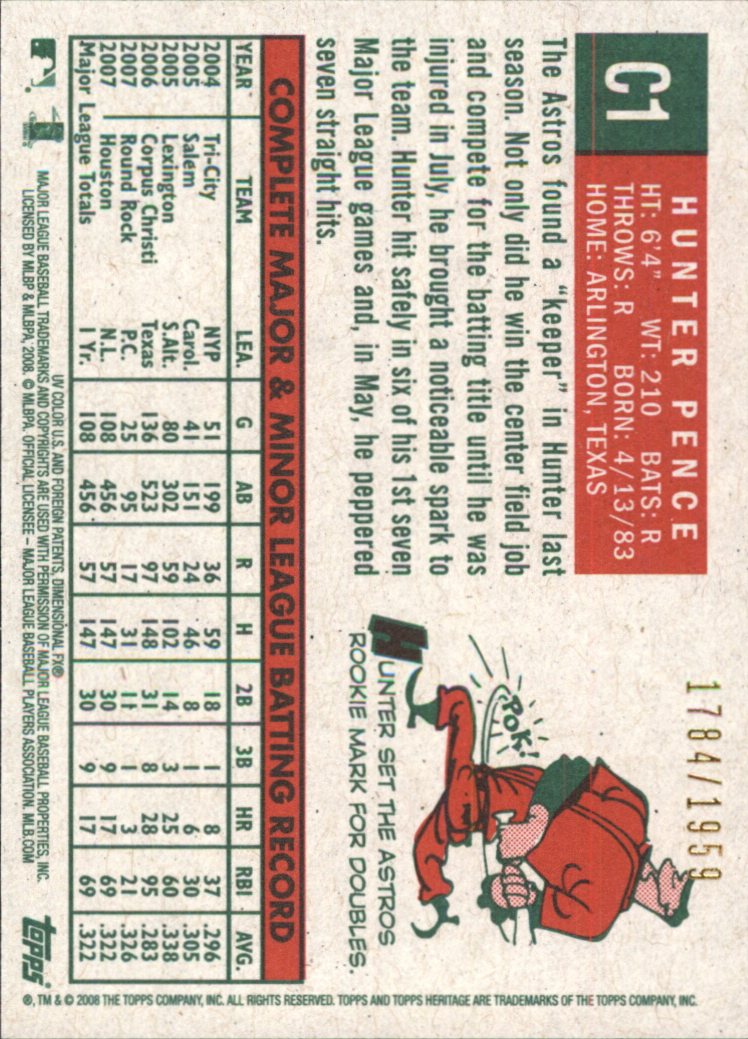 C1
HUNTER PENCE
HT: 6'4" WT: 210 BATS: R
THROWS: R BORN: 4/13/83
HOME: ARLINGTON, TEXAS
1784/1959
The Astros found a "keeper" in Hunter last
season. Not only did he win the center field job
and compete for the batting title until he was
injured in July, he brought a noticeable spark to
the team. Hunter hit safely in six of his 1st seven
Major League games and, in May, he peppered
seven straight hits.
POK!
HUNTER SET THE ASTROS
ROOKIE MARK FOR DOUBLES.
COMPLETE MAJOR & MINOR LEAGUE BATTING RECORD
YEAR TEAM LEA. G AB R H 2B 3B HR RBI AVG.
2004 Tri-City NYP 51 199 36 59 18 1 8 37 .296
2005 Salem Carol. 41 151 24 46 8 1 6 30 .305
2005 Lexington S.Atl. 80 302 59 102 14 3 25 60 .338
2006 Corpus Christi Texas 136 523 97 148 31 8 28 95 .283
2007 Round Rock P.C. 25 95 17 31 11 1 3 21 .326
2007 Houston N.L. 108 456 57 147 30 9 17 69 .322
Major League Totals 1 Yr. 108 456 57 147 30 9 17 69 .322
UV COLOR U.S. AND FOREIGN PATENTS, DIMENSIONAL FX®
MAJOR LEAGUE BASEBALL TRADEMARKS AND COPYRIGHTS ARE USED WITH PERMISSION OF MAJOR LEAGUE BASEBALL PROPERTIES, INC.
LICENSED BY MLBP & MLBPA, 2008. © MLBPA. OFFICIAL LICENSEE - MAJOR LEAGUE BASEBALL PLAYERS ASSOCIATION. MLB.COM
topps
®, TM & © 2008 THE TOPPS COMPANY, INC. ALL RIGHTS RESERVED. TOPPS AND TOPPS HERITAGE ARE TRADEMARKS OF THE TOPPS COMPANY, INC.